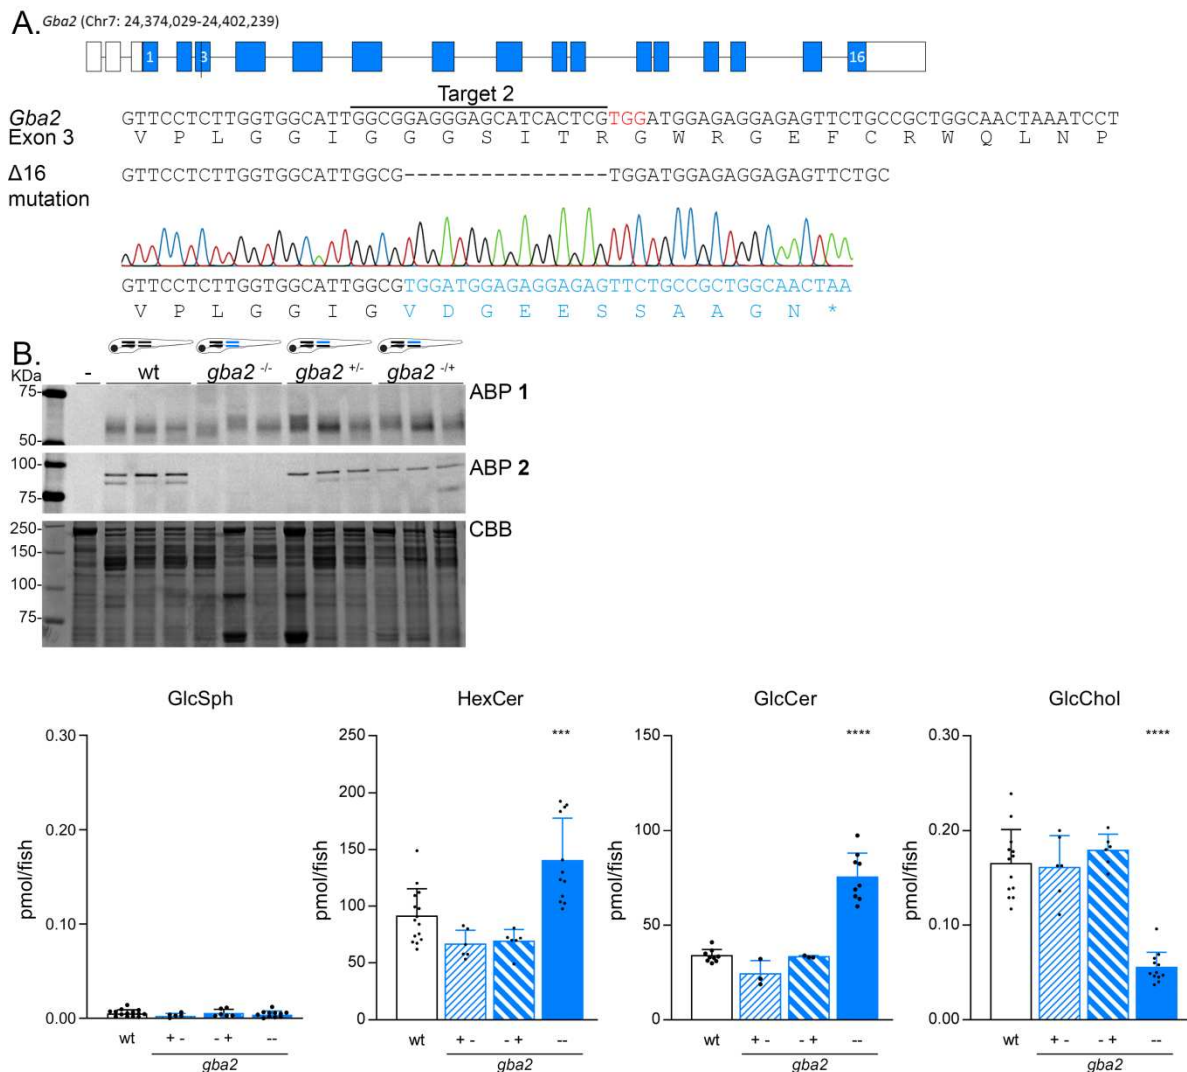 A.
Gba2 (Chr7: 24,374,029-24,402,239)
1 3 16
Target 2
Gba2 GTTCCTCTTGGTGGCATTGGCGGAGGGAGCATCACTCGTGGATGGAGAGGAGAGTTCTGCCGCTGGCAACTAAATCCT
Exon 3 V P L G G I G G G S I T R G W R G E F C R W Q L N P
Δ16 mutation GTTCCTCTTGGTGGCATTGGCG----------------TGGATGGAGAGGAGAGTTCTGC
GTTCCTCTTGGTGGCATTGGCGTGGATGGAGAGGAGAGTTCTGCCGCTGGCAACTAA
V P L G G I G V D G E E S S A A G N *
B.
KDa - wt gba2 -/- gba2 +/- gba2 -/+
75- ABP 1
50-
100- ABP 2
75-
250- CBB
150-
100-
75-
GlcSph HexCer GlcCer GlcChol
0.30 250 *** 150 **** 0.30 ****
200
0.20 150 100 0.20
pmol/fish pmol/fish pmol/fish pmol/fish
0.10 100 50 0.10
50
0.00 0 0 0.00
wt + - - + -- wt + - - + -- wt + - - + -- wt + - - + --
gba2 gba2 gba2 gba2